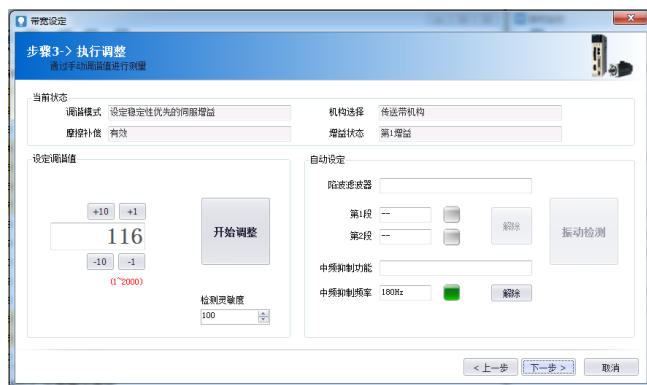 带宽设定
步骤3-> 执行调整
通过手动调谐值进行测量
当前状态
调谐模式 设定稳定性优先的伺服增益 机构选择 传送带机构
摩擦补偿 有效 增益状态 第1增益
设定调谐值 自动设定
陷波滤波器
+10 +1 第1段 --
116 开始调整 第2段 -- 解除 振动检测
-10 -1
(1~2000) 中频抑制功能
检测灵敏度 中频抑制频率 180Hz 解除
100
< 上一步 下一步 > 取消